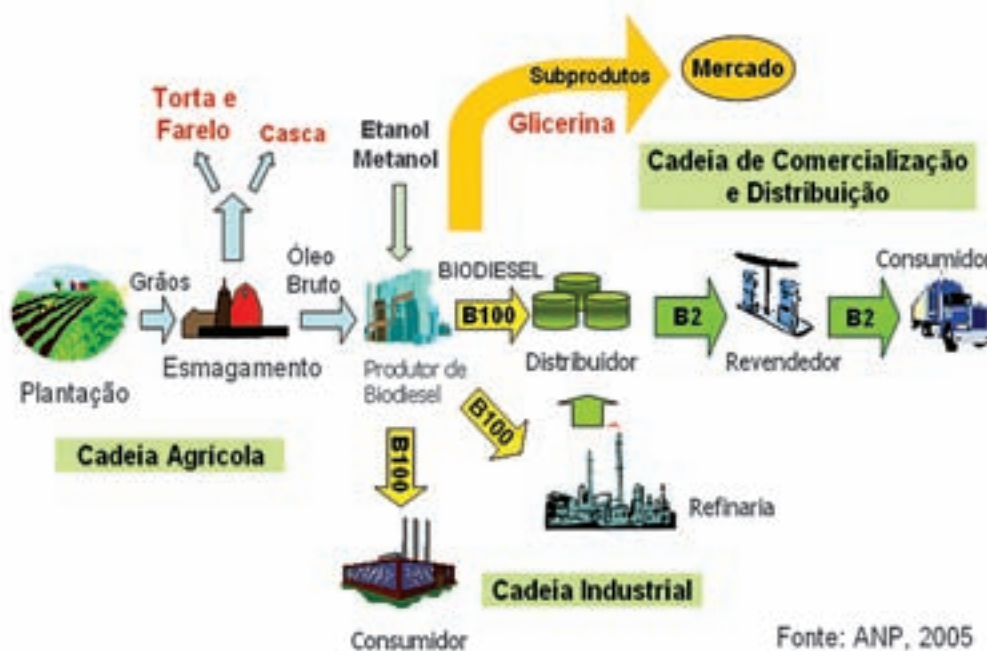 Subprodutos
Mercado
Torta e
Farelo
Casca
Etanol
Metanol
Glicerina
Cadeia de Comercialização
e Distribuição
Grãos
Óleo
Bruto
BIODIESEL
Consumidor
B100
B2
B2
Plantação
Esmagamento
Produtor de
Biodiesel
Distribuidor
Revendedor
B100
B100
Cadeia Agrícola
Refinaria
Cadeia Industrial
Consumidor
Fonte: ANP, 2005